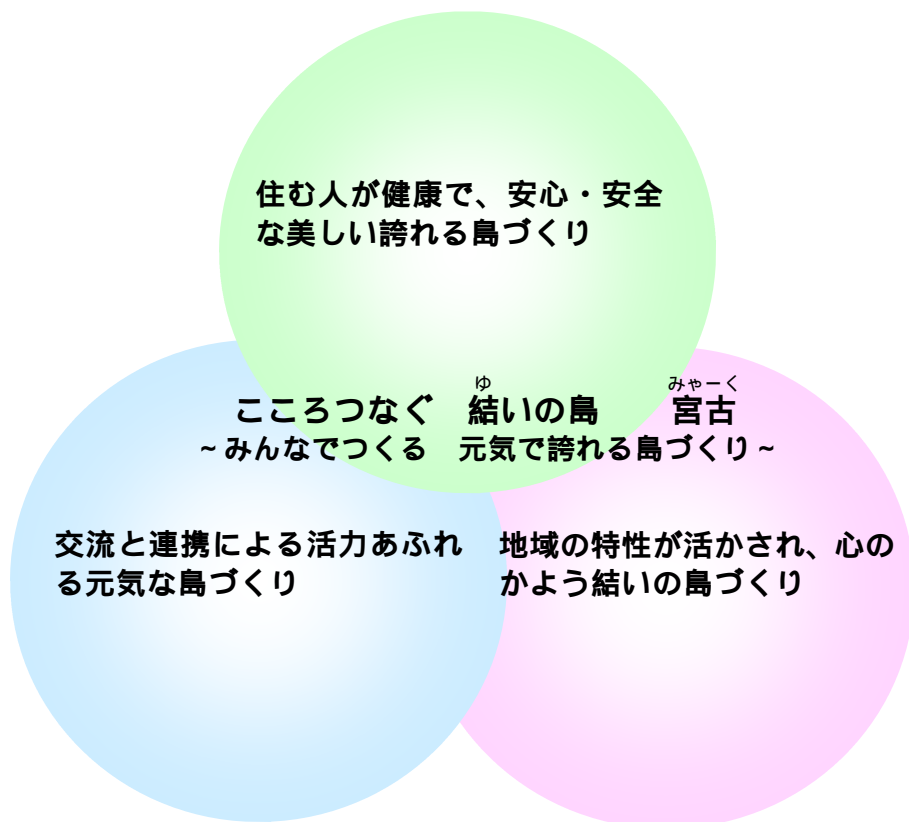 住む人が健康で、安心・安全
な美しい誇れる島づくり
ゆ みゃーく
こころつなぐ 結いの島 宮古
~みんなでつくる 元気で誇れる島づくり~
交流と連携による活力あふれ
る元気な島づくり
地域の特性が活かされ、心の
かよう結いの島づくり